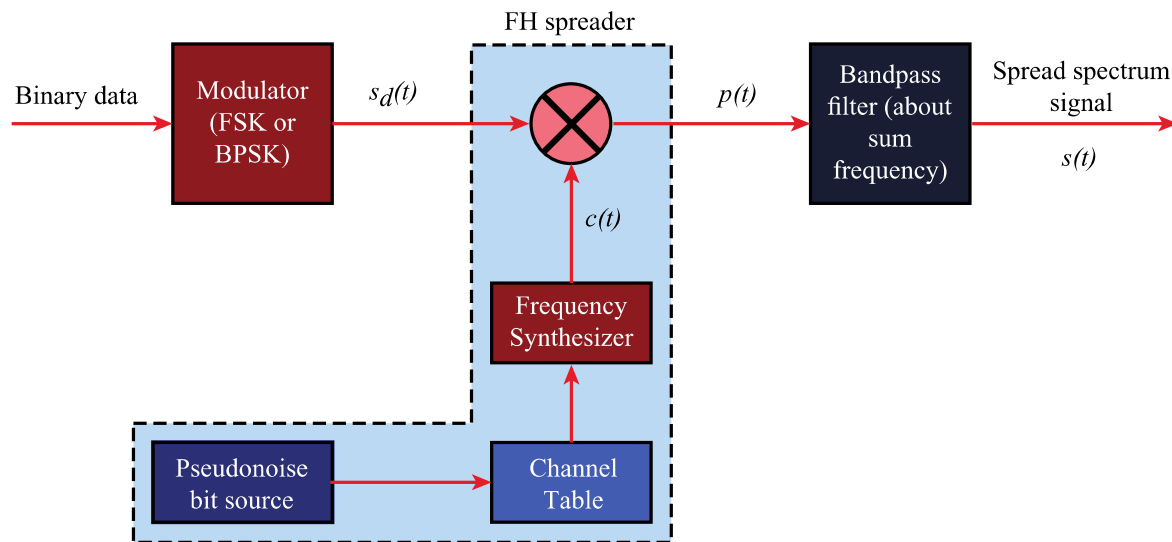 FH spreader
Binary data
Modulator
(FSK or
BPSK)
s_d(t)
p(t)
Bandpass
filter (about
sum
frequency)
Spread spectrum
signal
s(t)
c(t)
Frequency
Synthesizer
Pseudonoise
bit source
Channel
Table